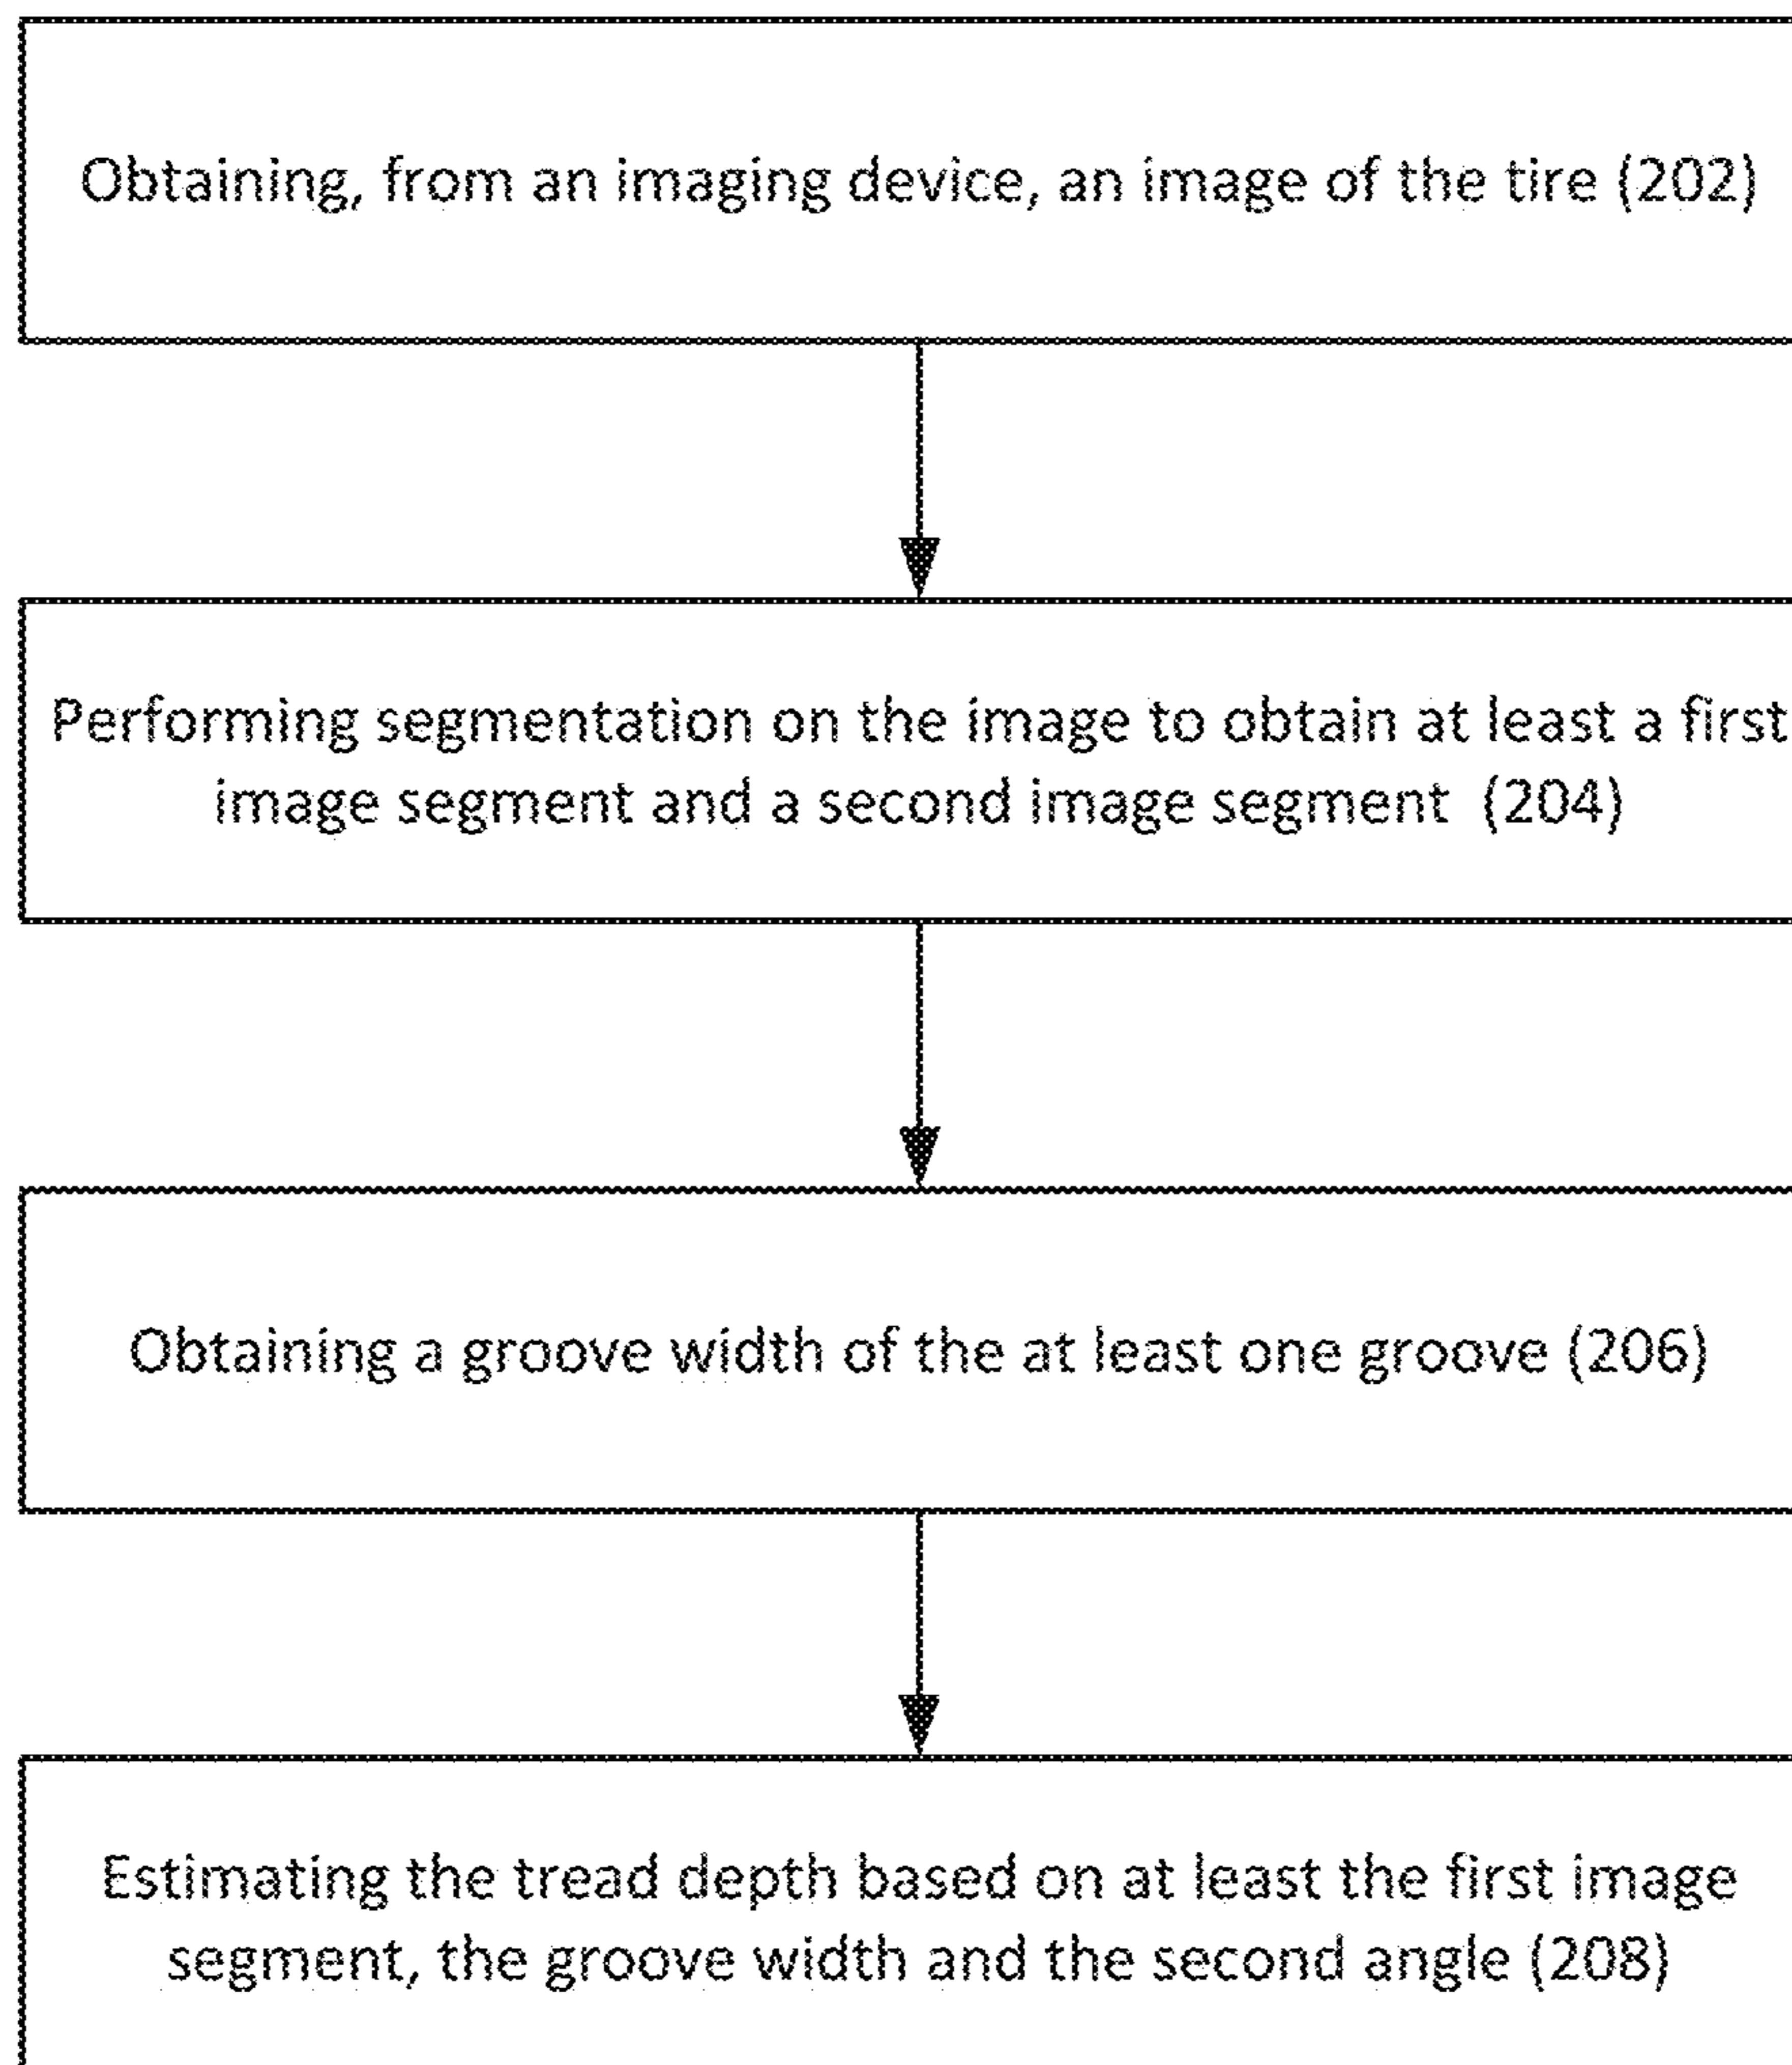 Obtaining, from an imaging device, an image of the tire (202)
Performing segmentation on the image to obtain at least a first
image segment and a second image segment (204)
Obtaining a groove width of the at least one groove (206)
Estimating the tread depth based on at least the first image
segment, the groove width and the second angle (208)